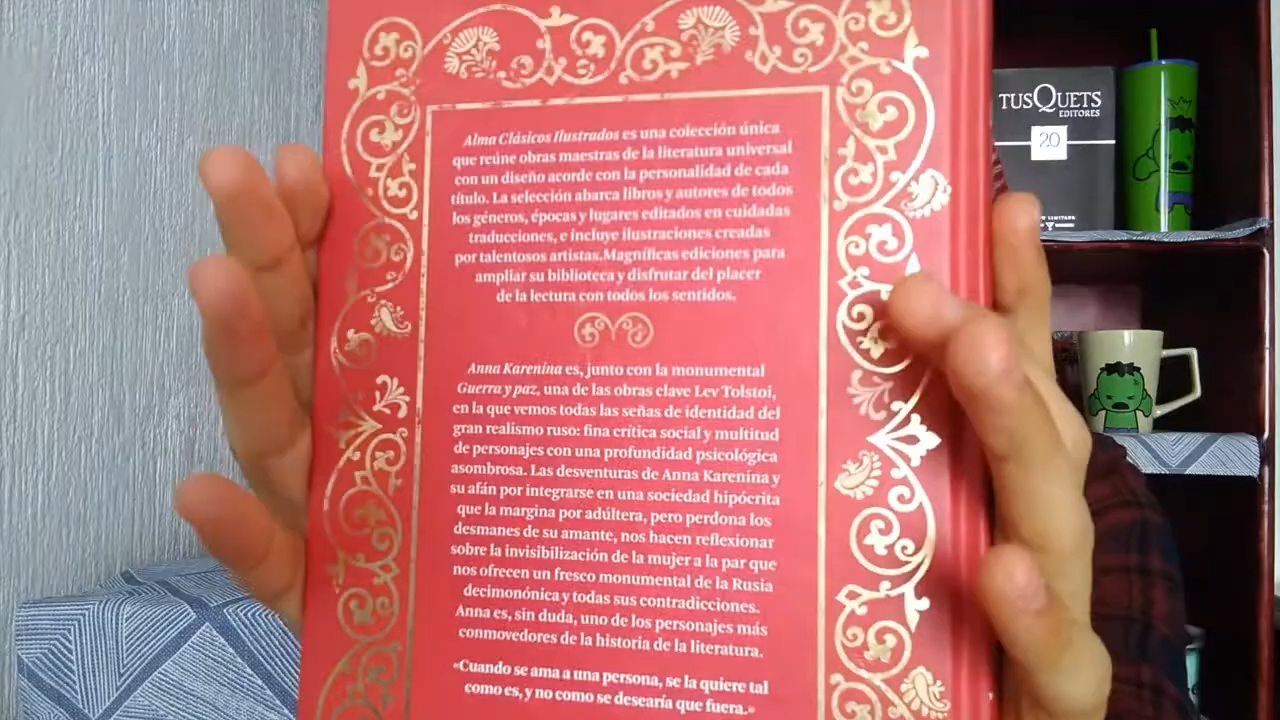 Alma Clásicos Ilustrados es una colección única
que reúne obras maestras de la literatura universal
con un diseño acorde con la personalidad de cada
título. La selección abarca libros y autores de todos
los géneros, épocas y lugares editados en cuidadas
traducciones, e incluye ilustraciones creadas
por talentosos artistas.Magníficas ediciones para
ampliar su biblioteca y disfrutar del placer
de la lectura con todos los sentidos.
Anna Karenina es, junto con la monumental
Guerra y paz, una de las obras clave Lev Tolstoi,
en la que vemos todas las señas de identidad del
gran realismo ruso: fina crítica social y multitud
de personajes con una profundidad psicológica
asombrosa. Las desventuras de Anna Karenina y
su afán por integrarse en una sociedad hipócrita
que la margina por adúltera, pero perdona los
desmanes de su amante, nos hacen reflexionar
sobre la invisibilización de la mujer a la par que
nos ofrecen un fresco monumental de la Rusia
decimonónica y todas sus contradicciones.
Anna es, sin duda, uno de los personajes más
conmovedores de la historia de la literatura.
«Cuando se ama a una persona, se la quiere tal
como es, y no como se desearía que fuera.»
TUSQUETS
EDITORES
20